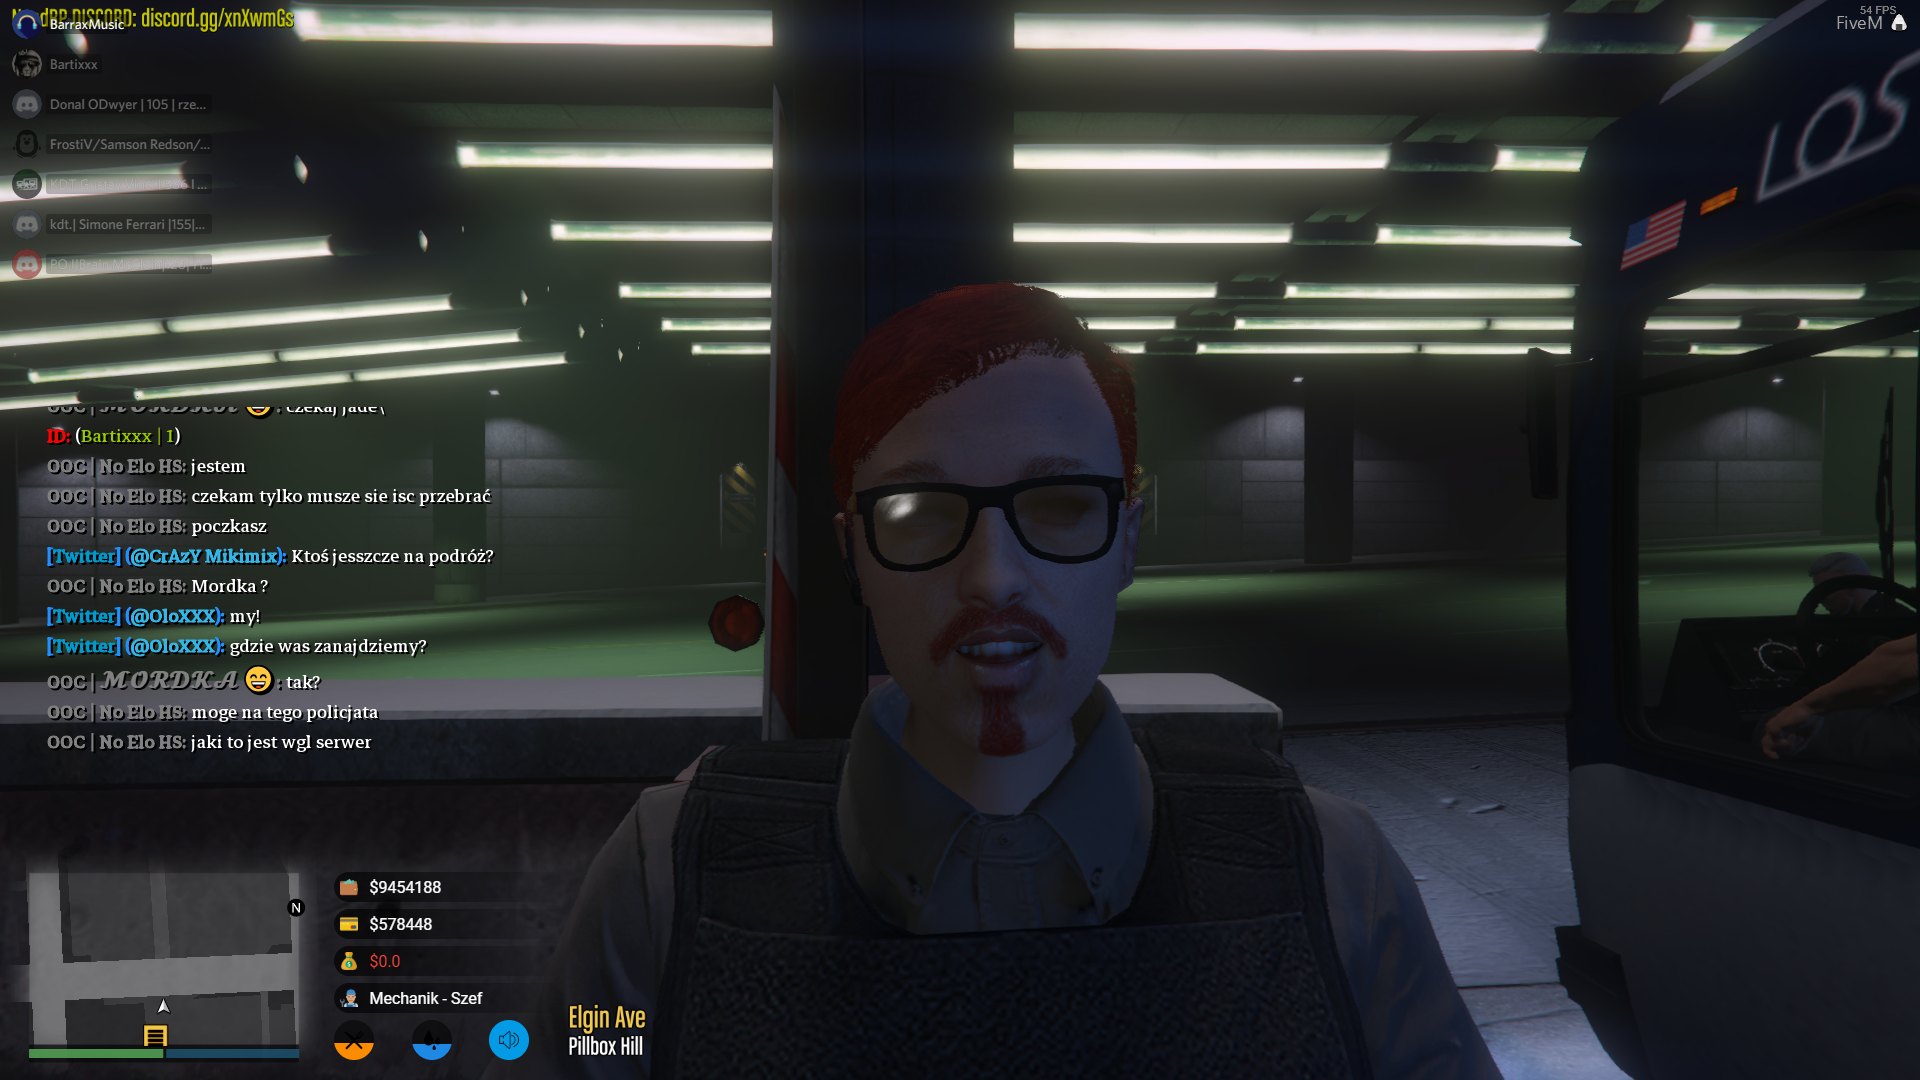 DISCORD: discord.gg/xnXwmGs
BarraxMusic
Bartixxx
Donal ODwyer | 105 | rze...
FrostiV/Samson Redson/...
kdt.| Simone Ferrari |155|...
54 FPS
FiveM
LOS
czekaj jade\
ID: (Bartixxx | 1)
OOC | No Elo HS: jestem
OOC | No Elo HS: czekam tylko musze sie isc przebrać
OOC | No Elo HS: poczkasz
[Twitter] (@CrAzY Mikimix): Ktoś jesszcze na podróż?
OOC | No Elo HS: Mordka ?
[Twitter] (@OloXXX): my!
[Twitter] (@OloXXX): gdzie was zanajdziemy?
OOC | MORDKA 😄 : tak?
OOC | No Elo HS: moge na tego policjata
OOC | No Elo HS: jaki to jest wgl serwer
N
$9454188
$578448
$0.0
Mechanik - Szef
Elgin Ave
Pillbox Hill